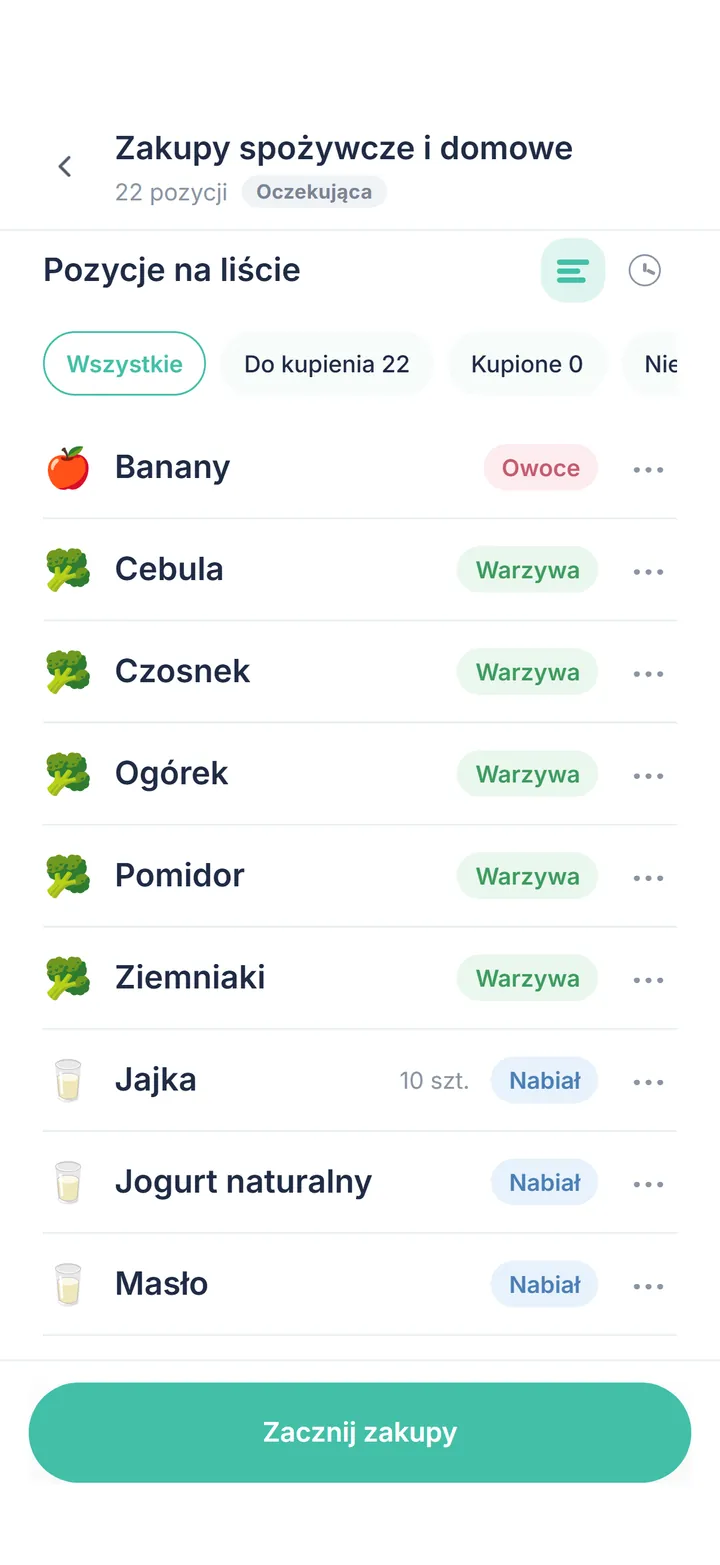 Zakupy spożywcze i domowe
22 pozycji Oczekująca
Pozycje na liście
Wszystkie Do kupienia 22 Kupione 0 Nie
Banany Owoce
Cebula Warzywa
Czosnek Warzywa
Ogórek Warzywa
Pomidor Warzywa
Ziemniaki Warzywa
Jajka 10 szt. Nabiał
Jogurt naturalny Nabiał
Masło Nabiał
Zacznij zakupy